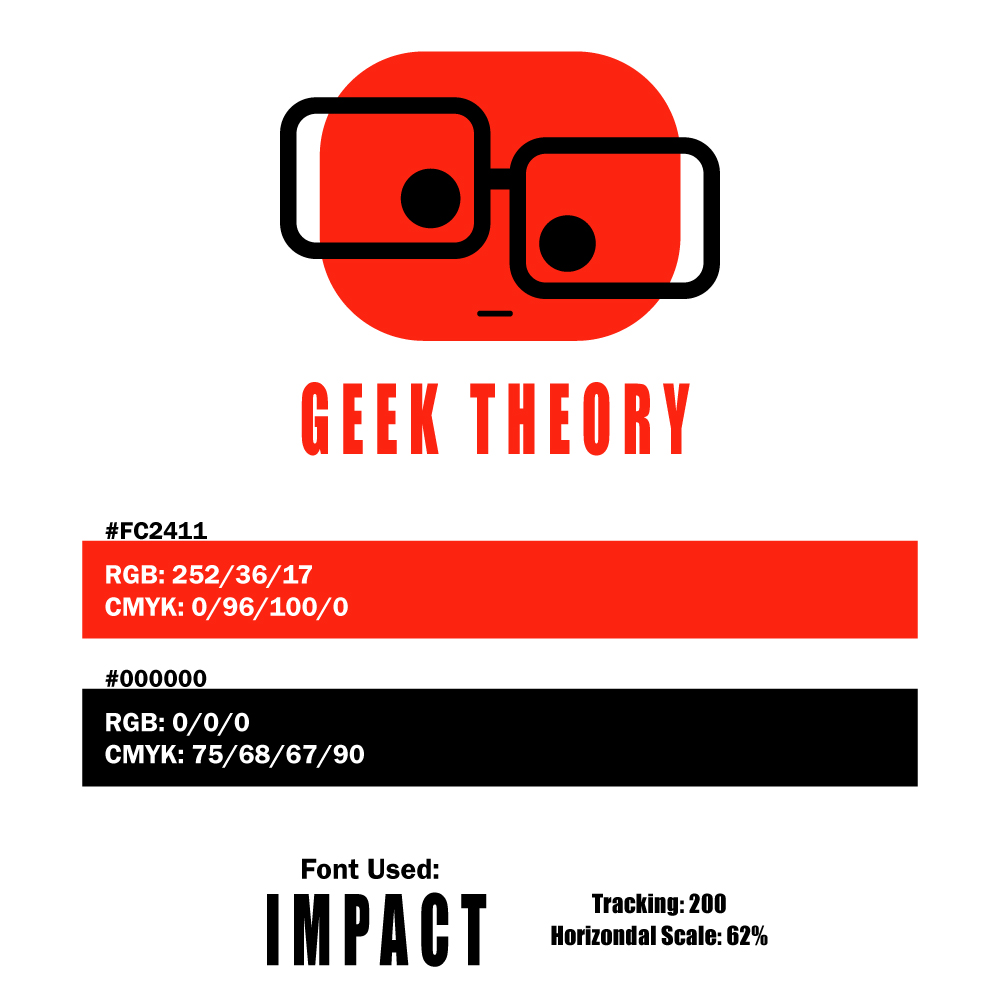 GEEK THEORY
#FC2411
RGB: 252/36/17
CMYK: 0/96/100/0
#000000
RGB: 0/0/0
CMYK: 75/68/67/90
Font Used:
IMPACT
Tracking: 200
Horizondal Scale: 62%